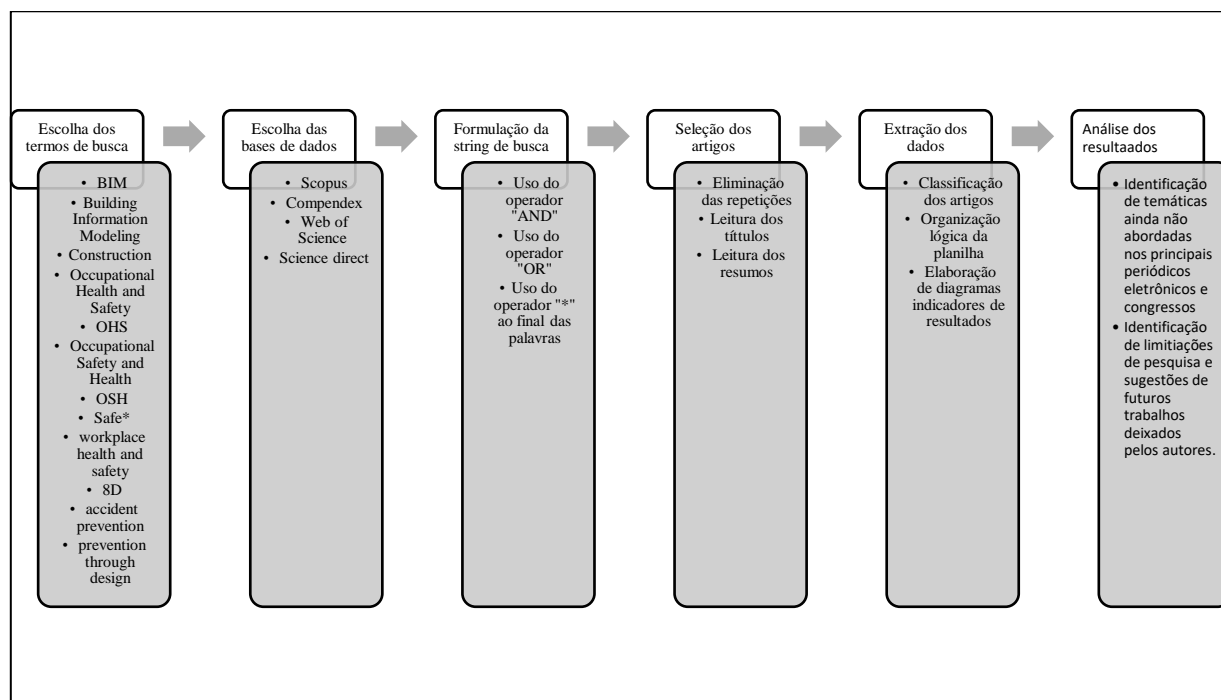 Escolha dos
termos de busca
• BIM
• Building
Information
Modeling
• Construction
• Occupational
Health and
Safety
• OHS
• Occupational
Safety and
Health
• OSH
• Safe*
• workplace
health and
safety
• 8D
• accident
prevention
• prevention
through
design
Escolha das
bases de dados
• Scopus
• Compendex
• Web of
Science
• Science direct
Formulação da
string de busca
• Uso do
operador
"AND"
• Uso do
operador
"OR"
• Uso do
operador "*"
ao final das
palavras
Seleção dos
artigos
• Eliminação
das repetições
• Leitura dos
títtulos
• Leitura dos
resumos
Extração dos
dados
• Classificação
dos artigos
• Organização
lógica da
planilha
• Elaboração
de diagramas
indicadores de
resultados
Análise dos
resultaados
• Identificação
de temáticas
ainda não
abordadas
nos principais
periódicos
eletrônicos e
congressos
• Identificação
de limitiações
de pesquisa e
sugestões de
futuros
trabalhos
deixados
pelos autores.